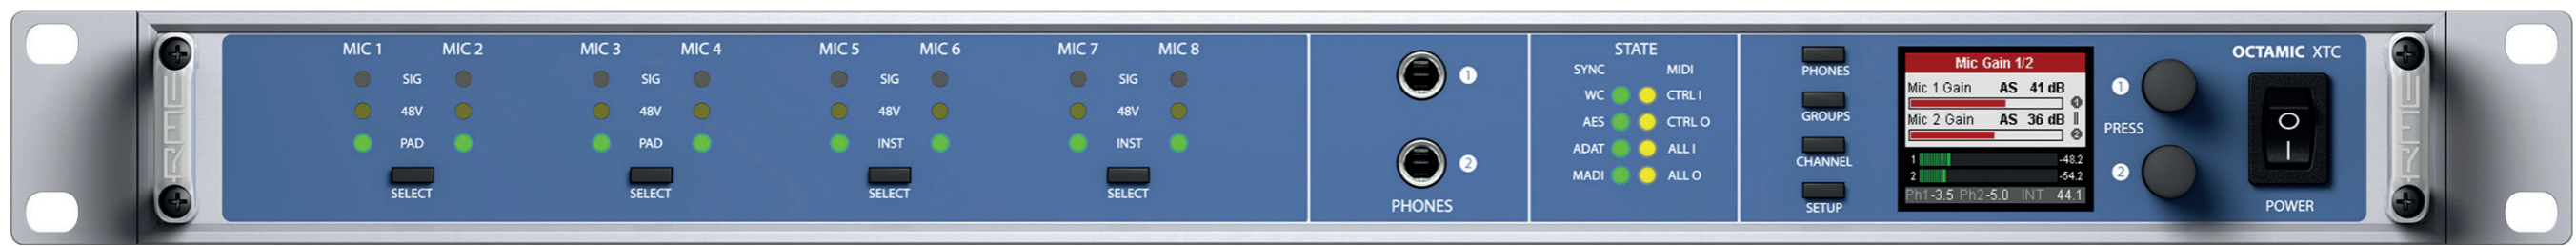 MIC 1 MIC 2 MIC 3 MIC 4 MIC 5 MIC 6 MIC 7 MIC 8
SIG SIG SIG SIG
48V 48V 48V 48V
PAD PAD INST INST
SELECT SELECT SELECT SELECT
RME
1
2
PHONES
STATE
SYNC MIDI
WC CTRL I
AES CTRL O
ADAT ALL I
MADI ALL O
PHONES
GROUPS
CHANNEL
SETUP
Mic Gain 1/2
Mic 1 Gain AS 41 dB
1
Mic 2 Gain AS 36 dB
2
1 -48.2
2 -54.2
Ph1-3.5 Ph2-5.0 INT 44.1
1
PRESS
2
OCTAMIC XTC
O
I
POWER
RME